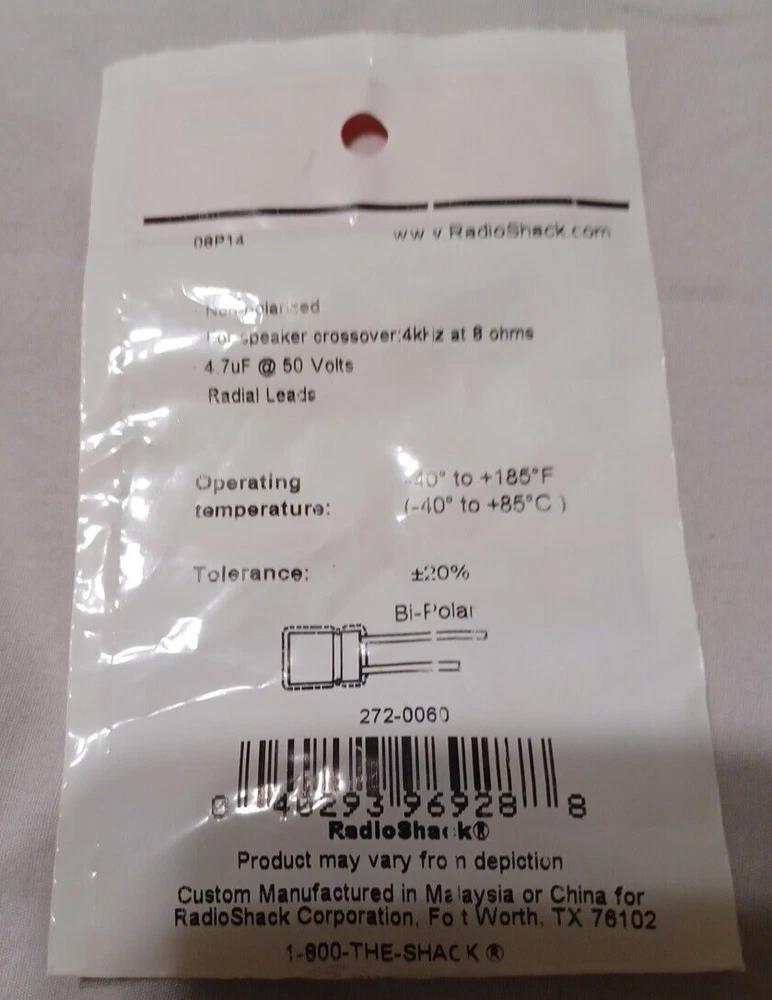 08P14
www.RadioShack.com
Non-polarized
For speaker crossover:4kHz at 8 ohms
4.7uF @ 50 Volts
Radial Leads
Operating temperature:
-40° to +185°F
(-40° to +85°C )
Tolerance:
±20%
Bi-Polar
272-0060
0 40293 96928 8
RadioShack®
Product may vary from depiction
Custom Manufactured in Malaysia or China for
RadioShack Corporation, Fort Worth, TX 76102
1-800-THE-SHACK®